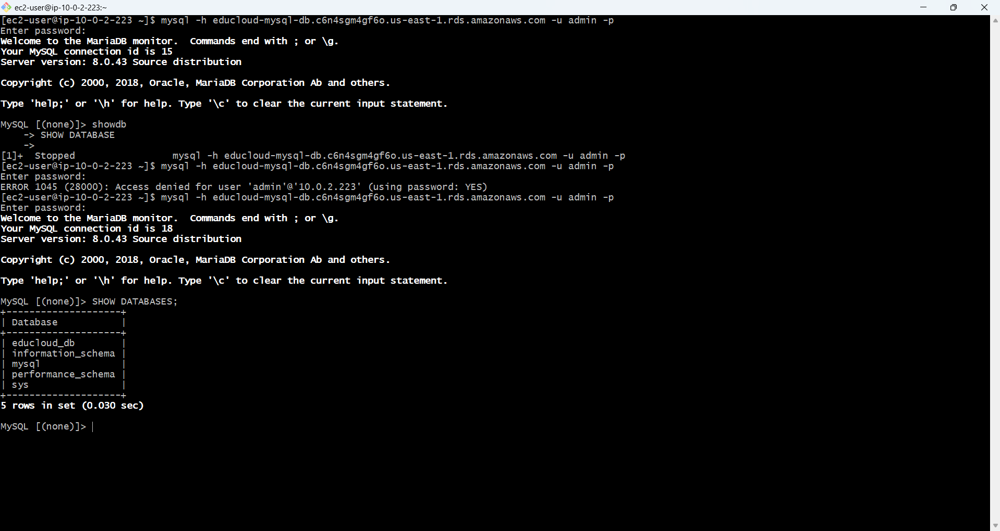 ec2-user@ip-10-0-2-223:~
[ec2-user@ip-10-0-2-223 ~]$ mysql -h educloud-mysql-db.c6n4sgm4gf6o.us-east-1.rds.amazonaws.com -u admin -p
Enter password:
Welcome to the MariaDB monitor.  Commands end with ; or \g.
Your MySQL connection id is 15
Server version: 8.0.43 Source distribution

Copyright (c) 2000, 2018, Oracle, MariaDB Corporation Ab and others.

Type 'help;' or '\h' for help. Type '\c' to clear the current input statement.

MySQL [(none)]> showdb
    -> SHOW DATABASE
    ->
[1]+  Stopped                 mysql -h educloud-mysql-db.c6n4sgm4gf6o.us-east-1.rds.amazonaws.com -u admin -p
[ec2-user@ip-10-0-2-223 ~]$ mysql -h educloud-mysql-db.c6n4sgm4gf6o.us-east-1.rds.amazonaws.com -u admin -p
Enter password:
ERROR 1045 (28000): Access denied for user 'admin'@'10.0.2.223' (using password: YES)
[ec2-user@ip-10-0-2-223 ~]$ mysql -h educloud-mysql-db.c6n4sgm4gf6o.us-east-1.rds.amazonaws.com -u admin -p
Enter password:
Welcome to the MariaDB monitor.  Commands end with ; or \g.
Your MySQL connection id is 18
Server version: 8.0.43 Source distribution

Copyright (c) 2000, 2018, Oracle, MariaDB Corporation Ab and others.

Type 'help;' or '\h' for help. Type '\c' to clear the current input statement.

MySQL [(none)]> SHOW DATABASES;
+--------------------+
| Database           |
+--------------------+
| educloud_db        |
| information_schema |
| mysql              |
| performance_schema |
| sys                |
+--------------------+
5 rows in set (0.030 sec)

MySQL [(none)]>